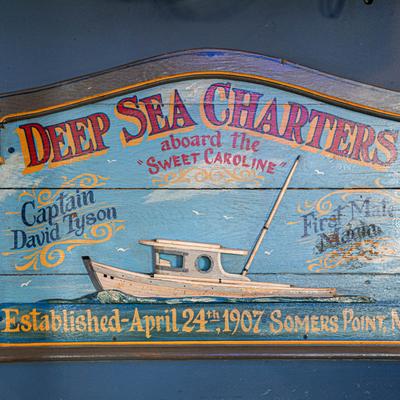 DEEP SEA CHARTERS
aboard the
"SWEET CAROLINE"
Captain
David Tyson
First Mate
Established-April 24th, 1907 SOMERS POINT, N